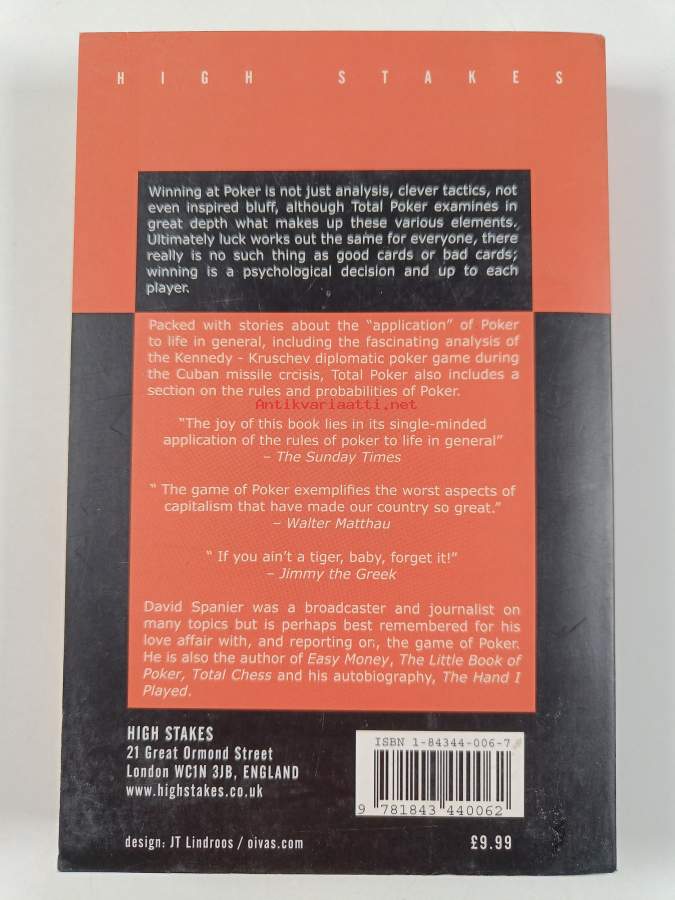 HIGH STAKES
Winning at Poker is not just analysis, clever tactics, not
even inspired bluff, although Total Poker examines in
great depth what makes up these various elements.
Ultimately luck works out the same for everyone, there
really is no such thing as good cards or bad cards;
winning is a psychological decision and up to each
player.
Packed with stories about the “application” of Poker
to life in general, including the fascinating analysis of
the Kennedy - Kruschev diplomatic poker game during
the Cuban missile crcisis, Total Poker also includes a
section on the rules and probabilities of Poker.
Antikvariaatti.net
“The joy of this book lies in its single-minded
application of the rules of poker to life in general”
– The Sunday Times
“ The game of Poker exemplifies the worst aspects of
capitalism that have made our country so great.”
– Walter Matthau
“ If you ain’t a tiger, baby, forget it!”
– Jimmy the Greek
David Spanier was a broadcaster and journalist on
many topics but is perhaps best remembered for his
love affair with, and reporting on, the game of Poker.
He is also the author of Easy Money, The Little Book of
Poker, Total Chess and his autobiography, The Hand I
Played.
HIGH STAKES
21 Great Ormond Street
London WC1N 3JB, ENGLAND
www.highstakes.co.uk
ISBN 1-84344-006-7
9 781843 440062
design: JT Lindroos / oivas.com
£9.99